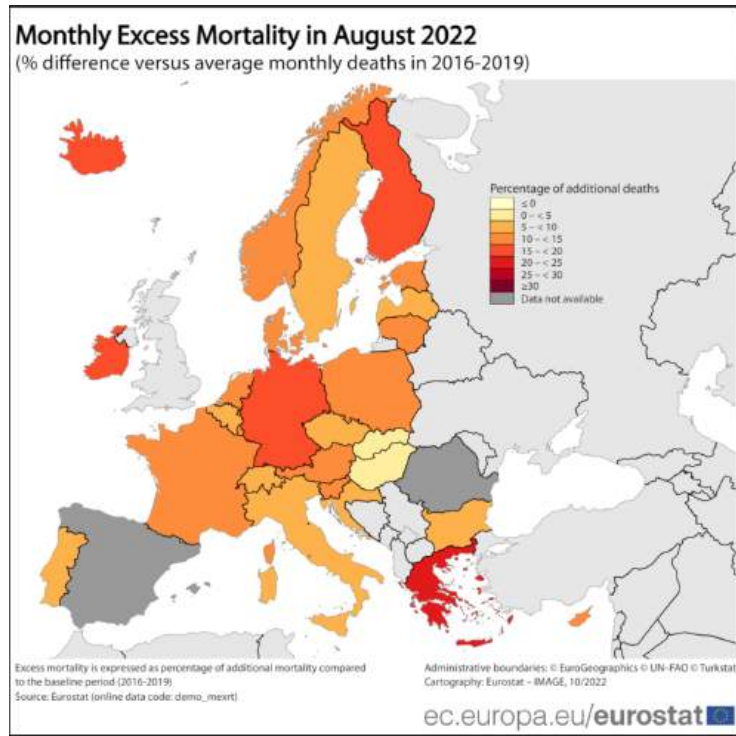 Monthly Excess Mortality in August 2022
(% difference versus average monthly deaths in 2016-2019)
Percentage of additional deaths
≤ 0
0 – < 5
5 – < 10
10 – < 15
15 – < 20
20 – < 25
25 – < 30
≥30
Data not available
Excess mortality is expressed as percentage of additional mortality compared
to the baseline period (2016-2019)
Source: Eurostat (online data code: demo_mexrt)
Administrative boundaries: © EuroGeographics © UN–FAO © Turkstat
Cartography: Eurostat – IMAGE, 10/2022
ec.europa.eu/eurostat